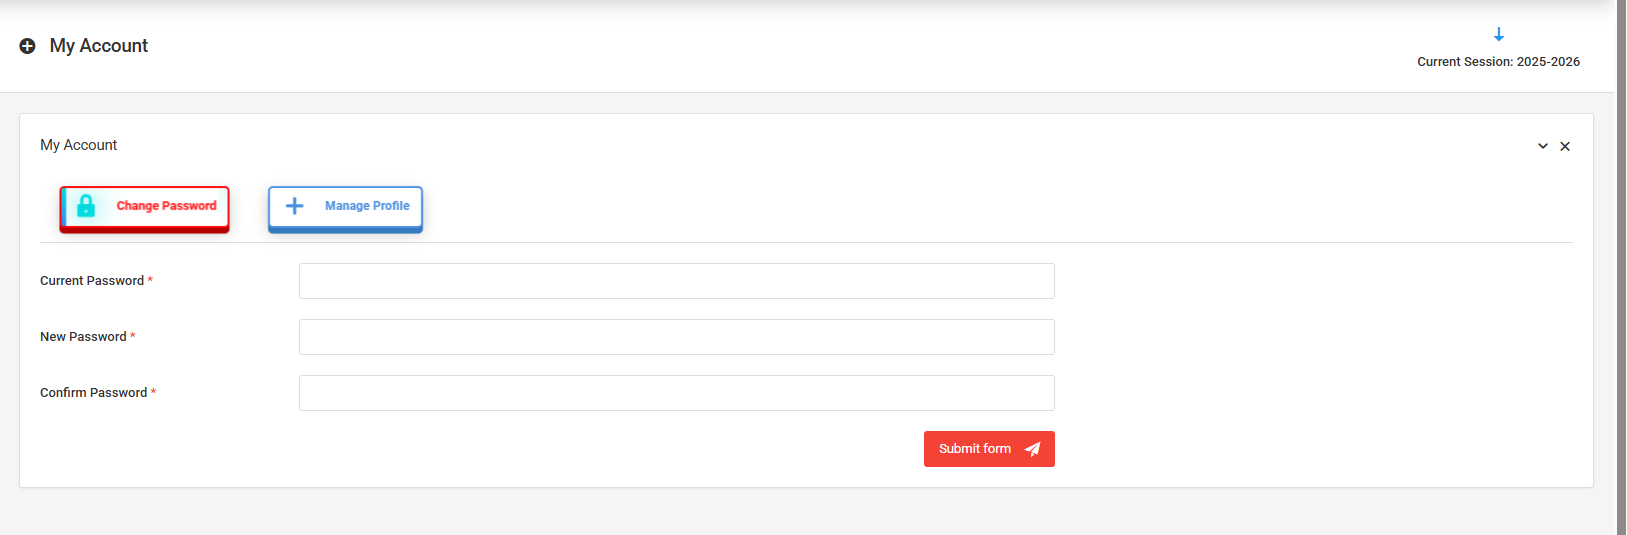 My Account
Current Session: 2025-2026
My Account
Change Password
Manage Profile
Current Password *
New Password *
Confirm Password *
Submit form